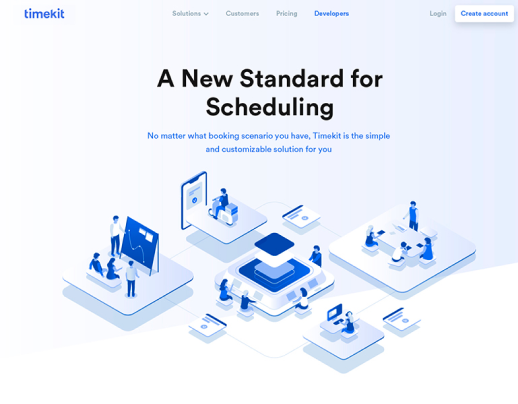 timekit
Solutions
Customers
Pricing
Developers
Login
Create account
A New Standard for
Scheduling
No matter what booking scenario you have, Timekit is the simple
and customizable solution for you